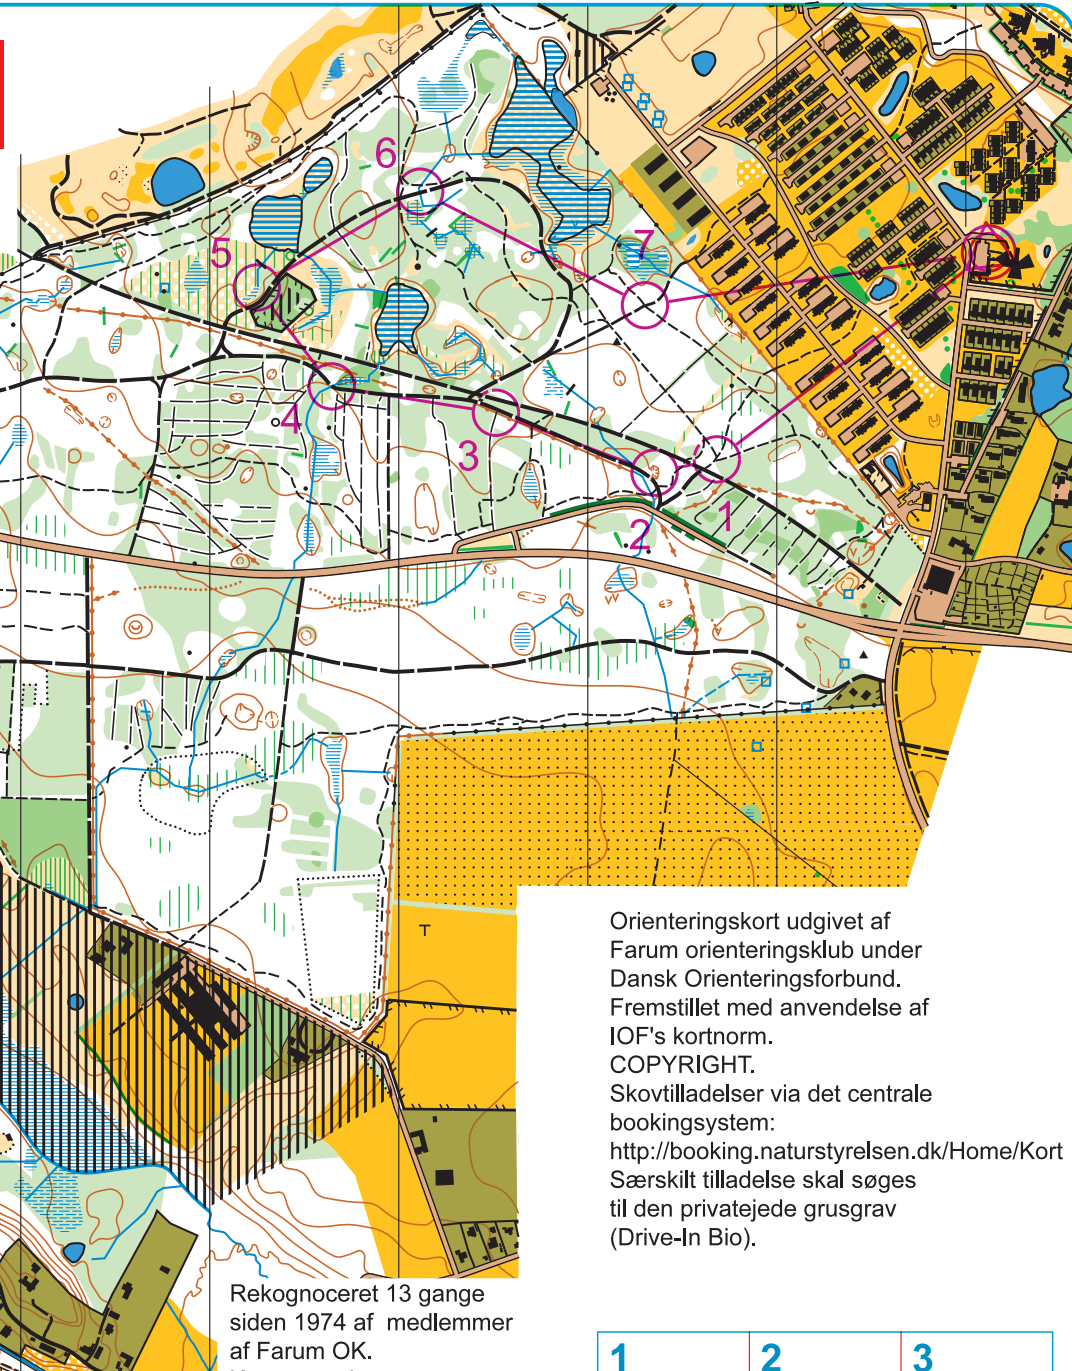 6
5
7
4
3
1
2
Orienteringskort udgivet af
Farum orienteringsklub under
Dansk Orienteringsforbund.
Fremstillet med anvendelse af
IOF's kortnorm.
COPYRIGHT.
Skovtilladelser via det centrale
bookingsystem:
http://booking.naturstyrelsen.dk/Home/Kort
Særskilt tilladelse skal søges
til den privatejede grusgrav
(Drive-In Bio).
Rekognoceret 13 gange
siden 1974 af medlemmer
af Farum OK.
1 2 3